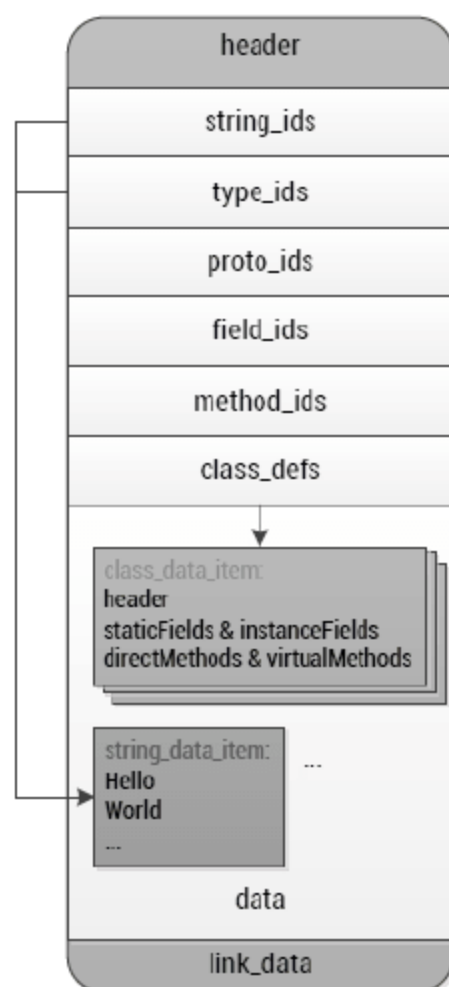 header
string_ids
type_ids
proto_ids
field_ids
method_ids
class_defs
class_data_item:
header
staticFields & instanceFields
directMethods & virtualMethods
string_data_item:
...
Hello
World
...
data
link_data